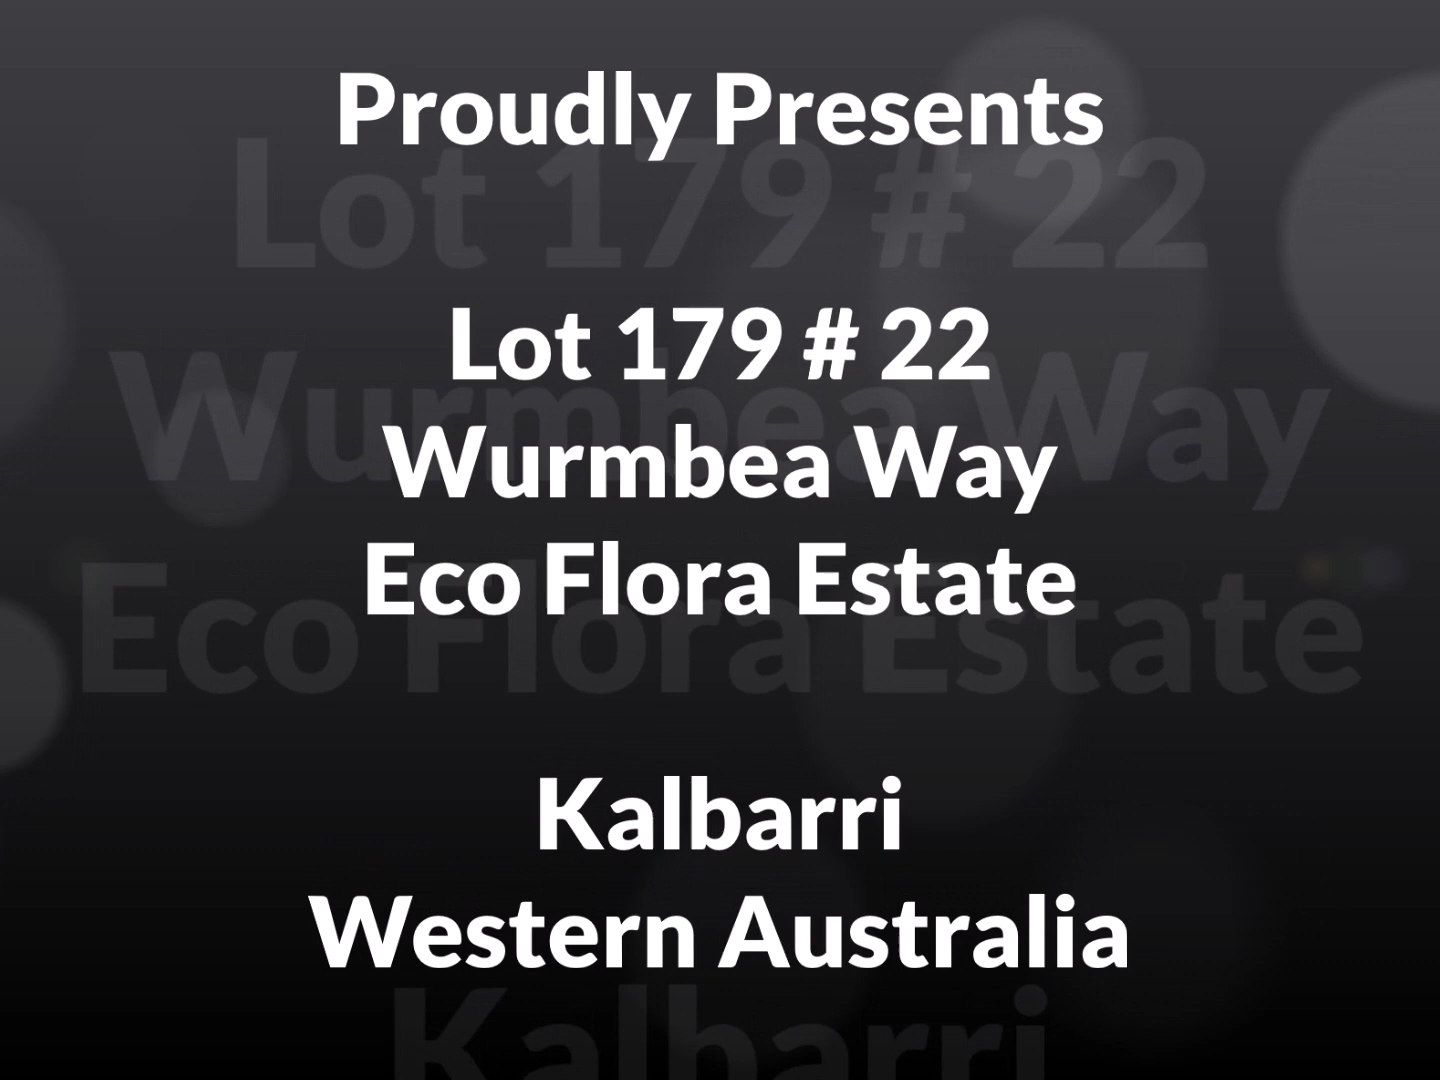 Proudly Presents
Lot 179 # 22
Wurmbea Way
Eco Flora Estate
Kalbarri
Western Australia